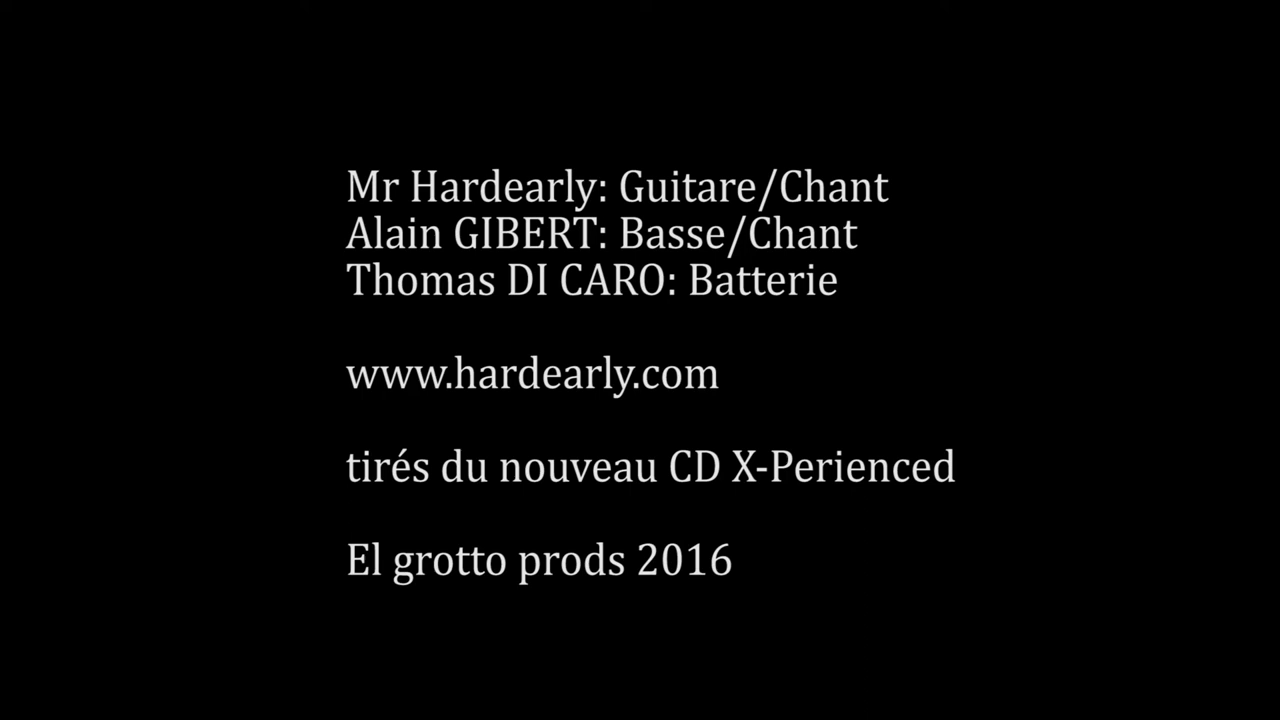 Mr Hardearly: Guitare/Chant
Alain GIBERT: Basse/Chant
Thomas DI CARO: Batterie
www.hardearly.com
tirés du nouveau CD X-Perienced
El grotto prods 2016